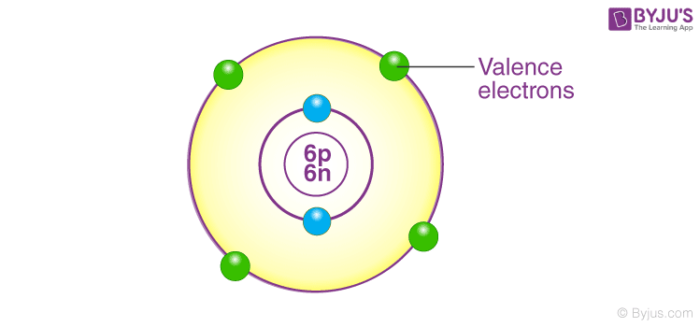 BYJU'S
The Learning App
Valence
electrons
6p
6n
© Byjus.com